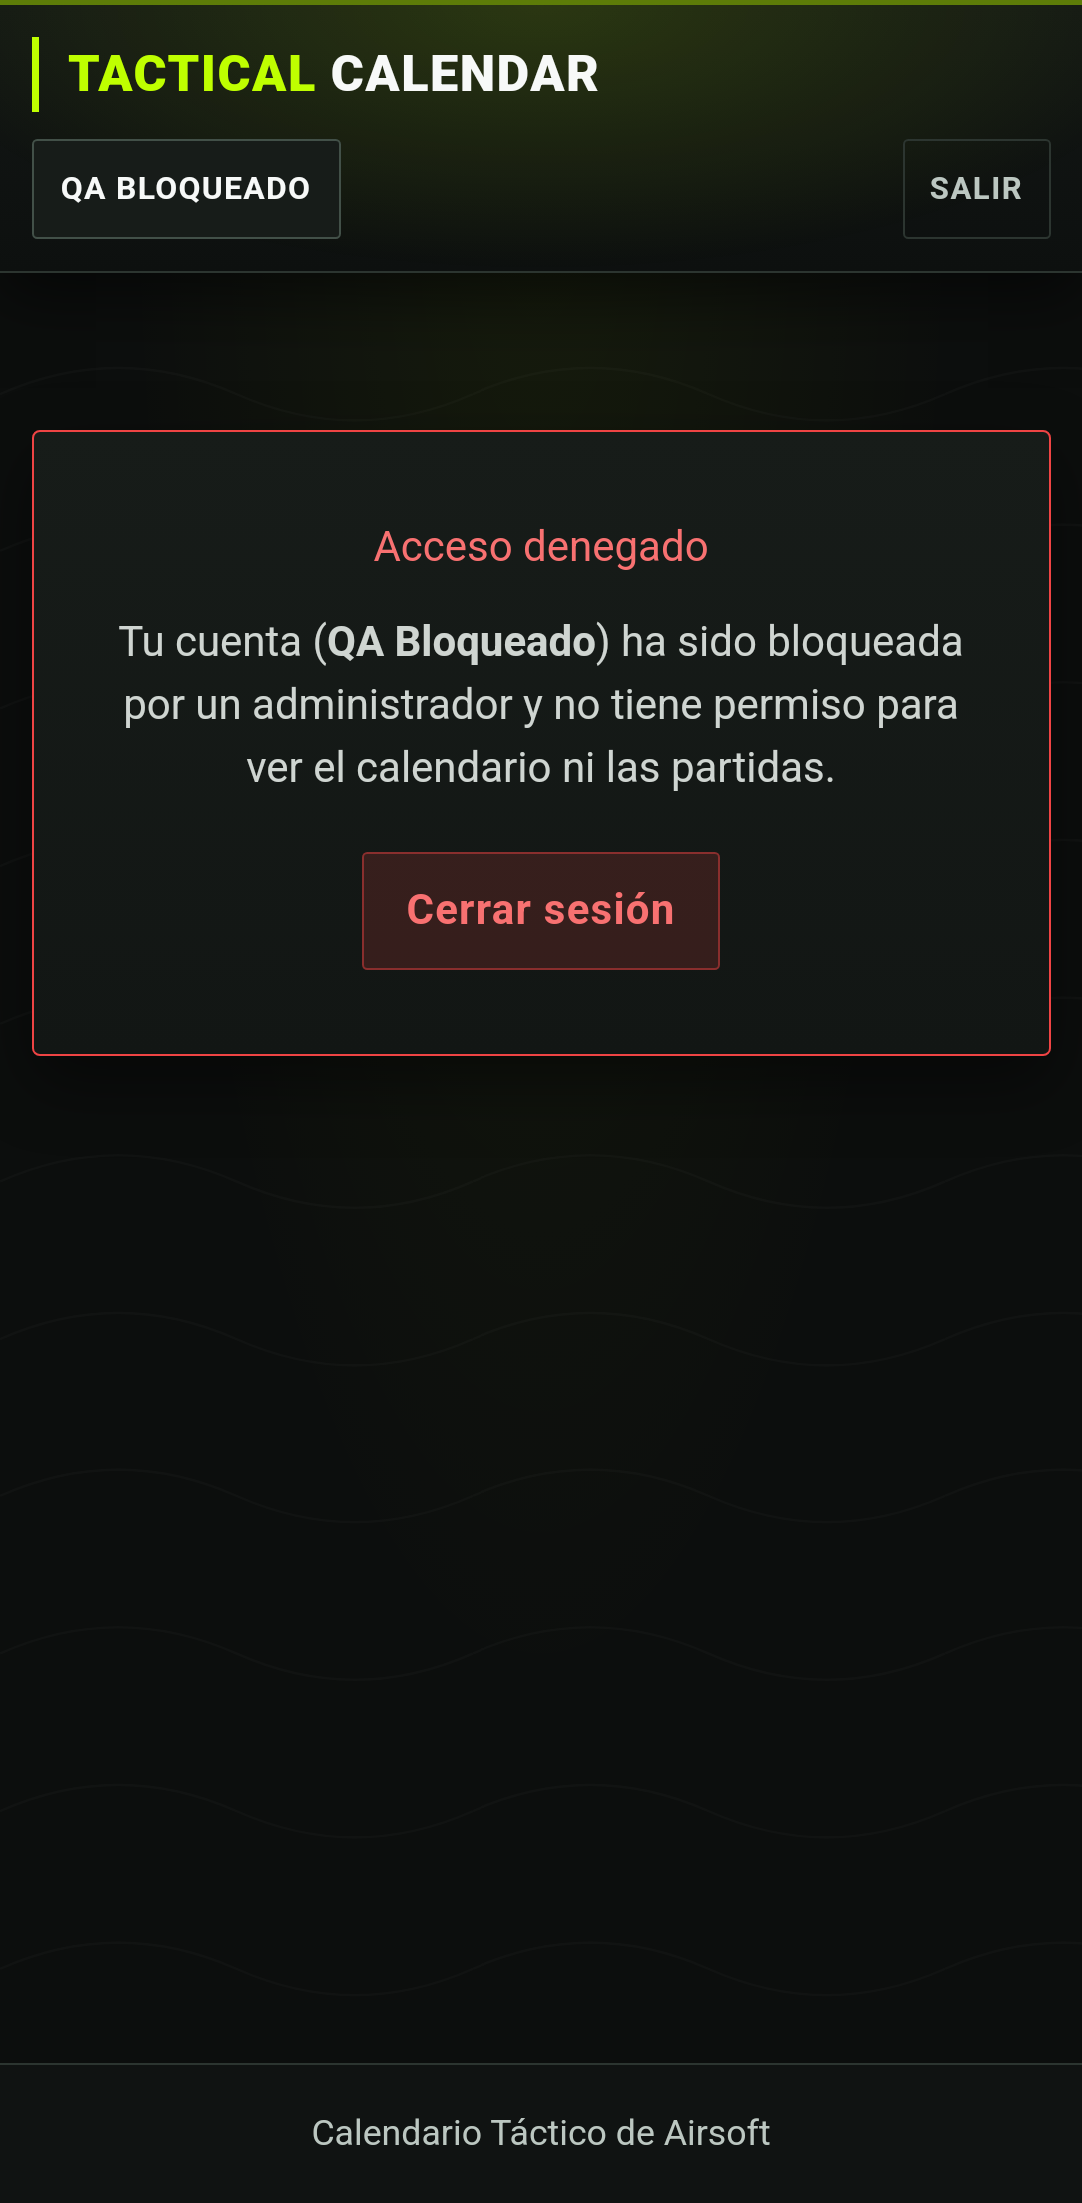 TACTICAL CALENDAR
QA BLOQUEADO
SALIR
Acceso denegado
Tu cuenta (QA Bloqueado) ha sido bloqueada
por un administrador y no tiene permiso para
ver el calendario ni las partidas.
Cerrar sesión
Calendario Táctico de Airsoft